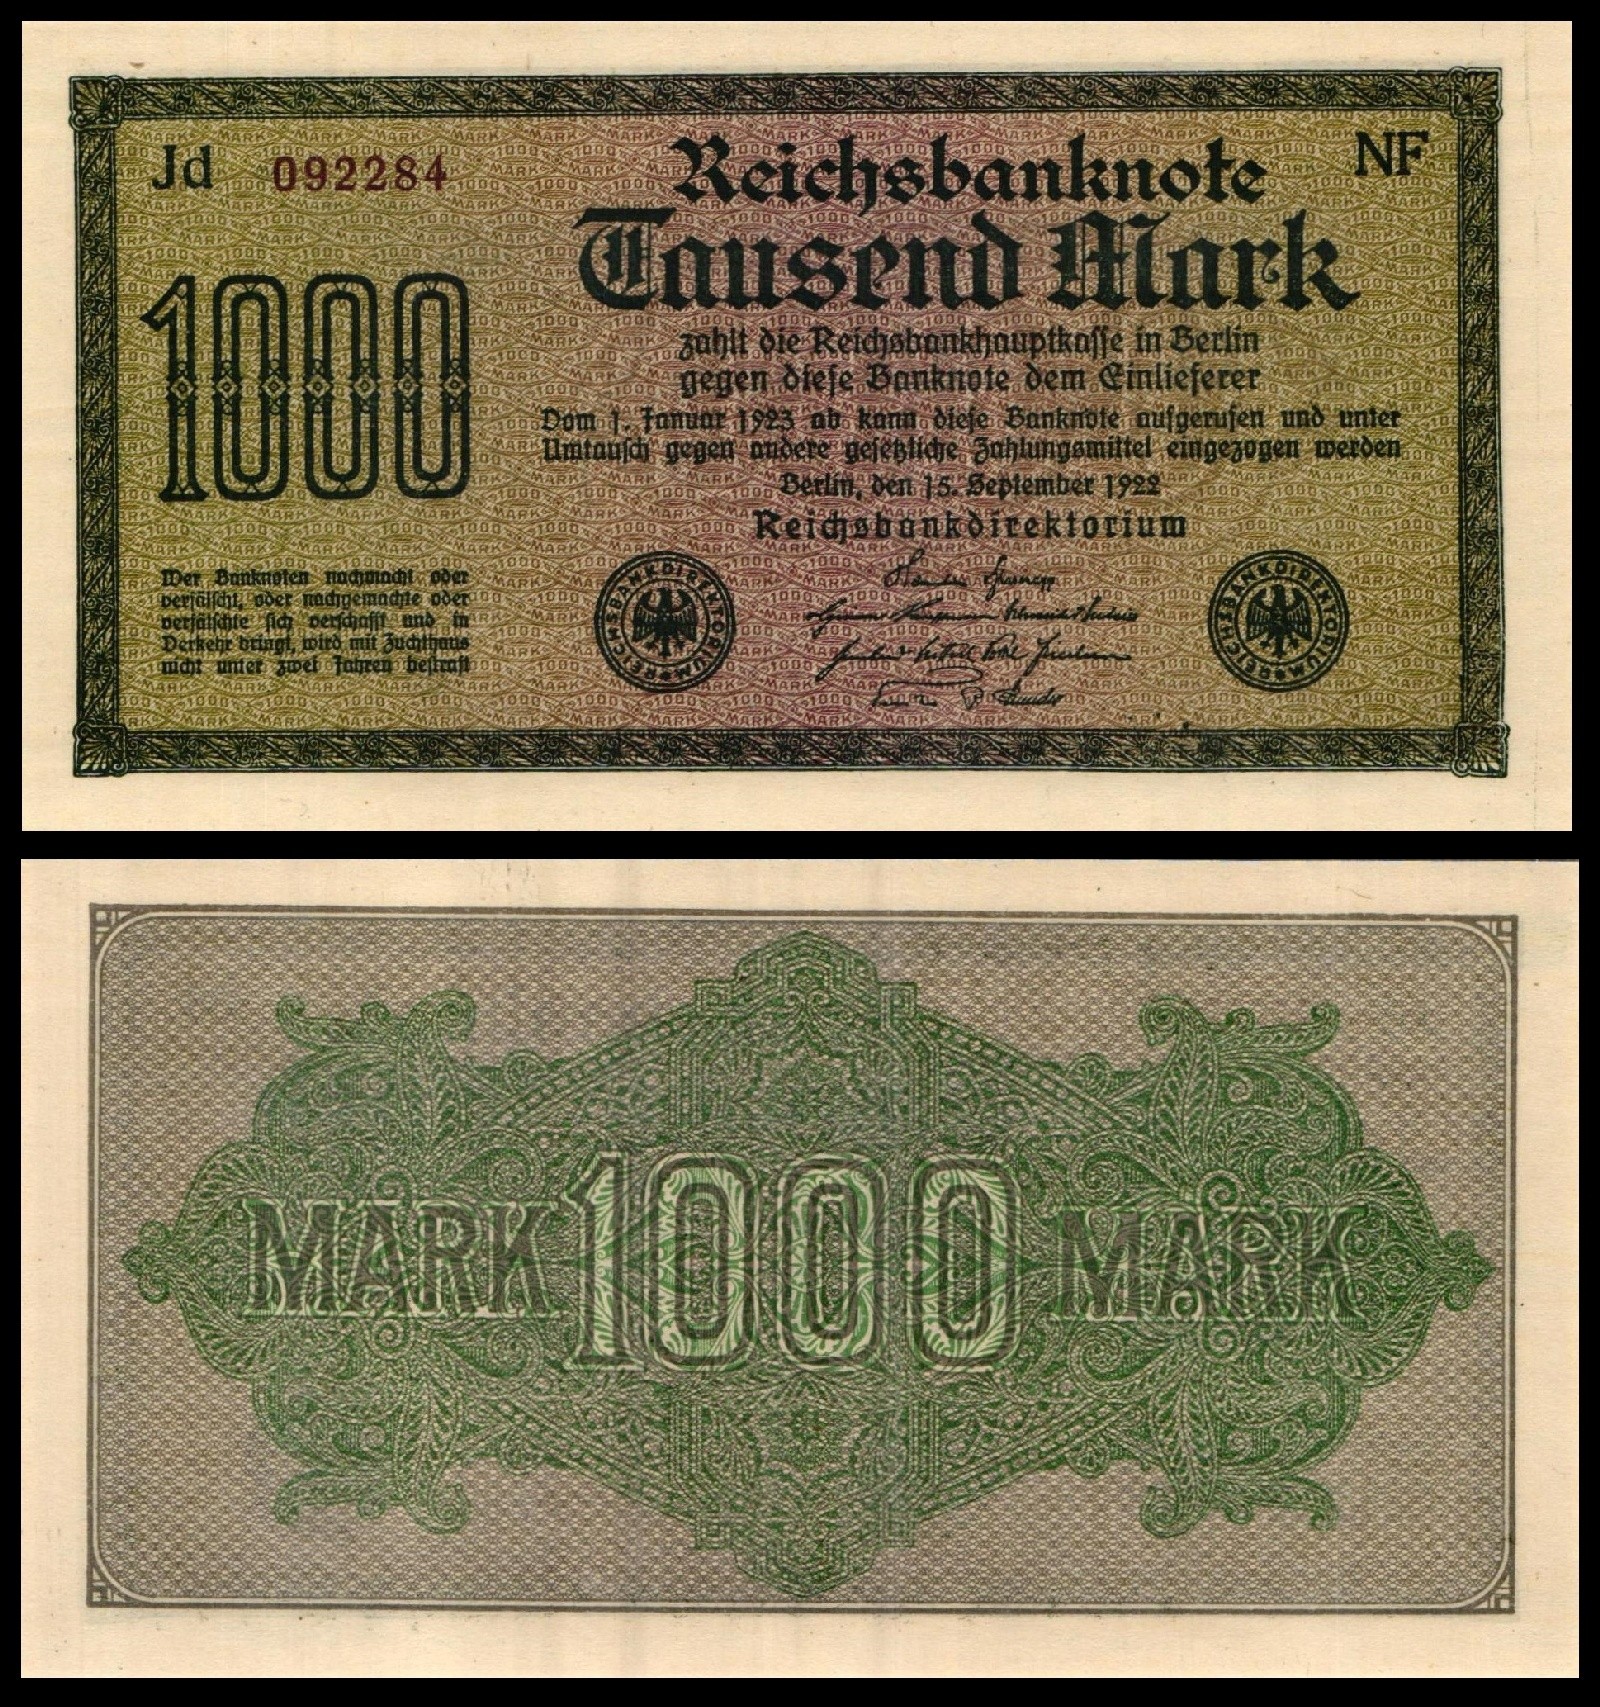 Jd 092284
Reichsbanknote
NF
Tausend Mark
1000
zahlt die Reichsbankhauptkasse in Berlin
gegen diese Banknote dem Einlieferer
Vom 1. Januar 1923 ab kann diese Banknote aufgerufen und unter
Umtausch gegen andere gesetzliche Zahlungsmittel eingezogen werden
Berlin, den 15. September 1922
Reichsbankdirektorium
Wer Banknoten nachmacht oder
verfälscht, oder nachgemachte oder
verfälschte sich verschafft und in
Verkehr bringt, wird mit Zuchthaus
nicht unter zwei Jahren bestraft
REICHSBANKDIREKTORIUM
REICHSBANKDIREKTORIUM
MARK 1000 MARK